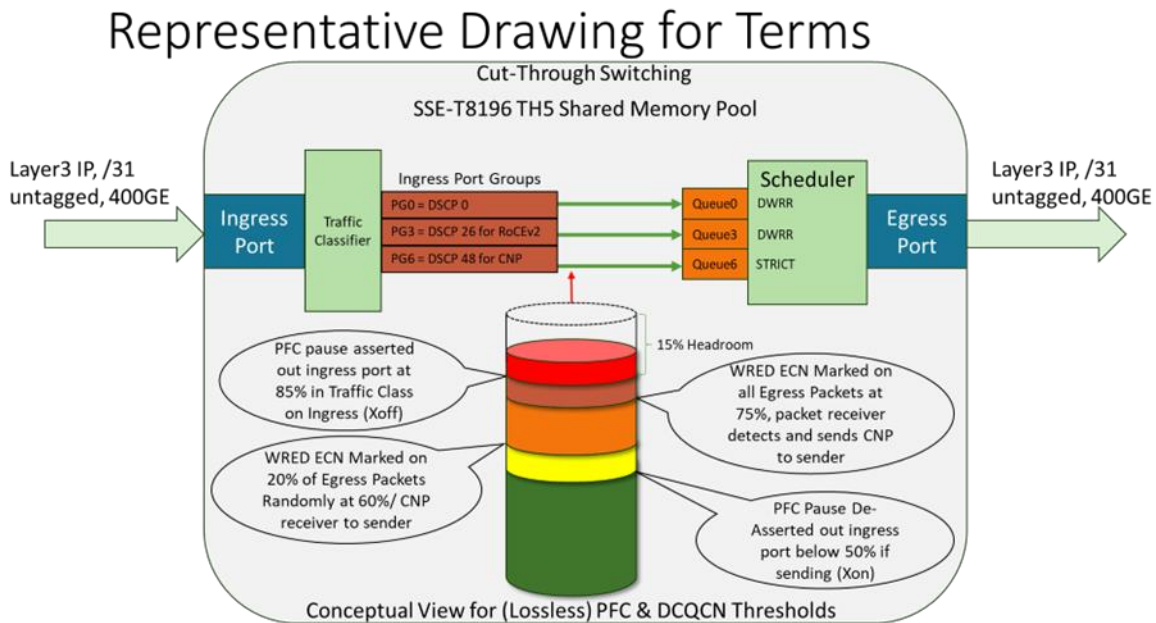 Representative Drawing for Terms
Cut-Through Switching
SSE-T8196 TH5 Shared Memory Pool
Layer3 IP, /31
untagged, 400GE
Ingress
Port
Traffic
Classifier
Ingress Port Groups
PG0 = DSCP 0
PG3 = DSCP 26 for RoCEv2
PG6 = DSCP 48 for CNP
Queue0
Queue3
Queue6
Scheduler
DWRR
DWRR
STRICT
Egress
Port
Layer3 IP, /31
untagged, 400GE
15% Headroom
PFC pause asserted
out ingress port at
85% in Traffic Class
on Ingress (Xoff)
WRED ECN Marked on
all Egress Packets at
75%, packet receiver
detects and sends CNP
to sender
WRED ECN Marked on
20% of Egress Packets
Randomly at 60%/ CNP
receiver to sender
PFC Pause De-
Asserted out ingress
port below 50% if
sending (Xon)
Conceptual View for (Lossless) PFC & DCQCN Thresholds